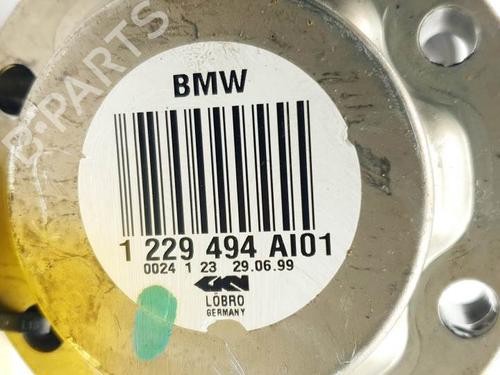 B-PARTS
BMW
1 229 494 AI01
0024 1 23 29.06.99
GKN
LÖBRO
GERMANY